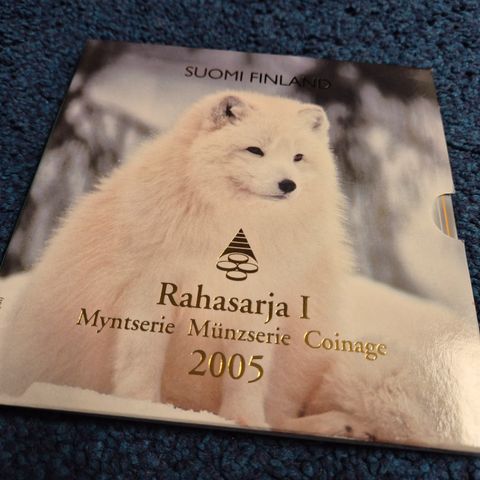 SUOMI FINLAND
Rahasarja I
Myntserie Münzserie Coinage
2005